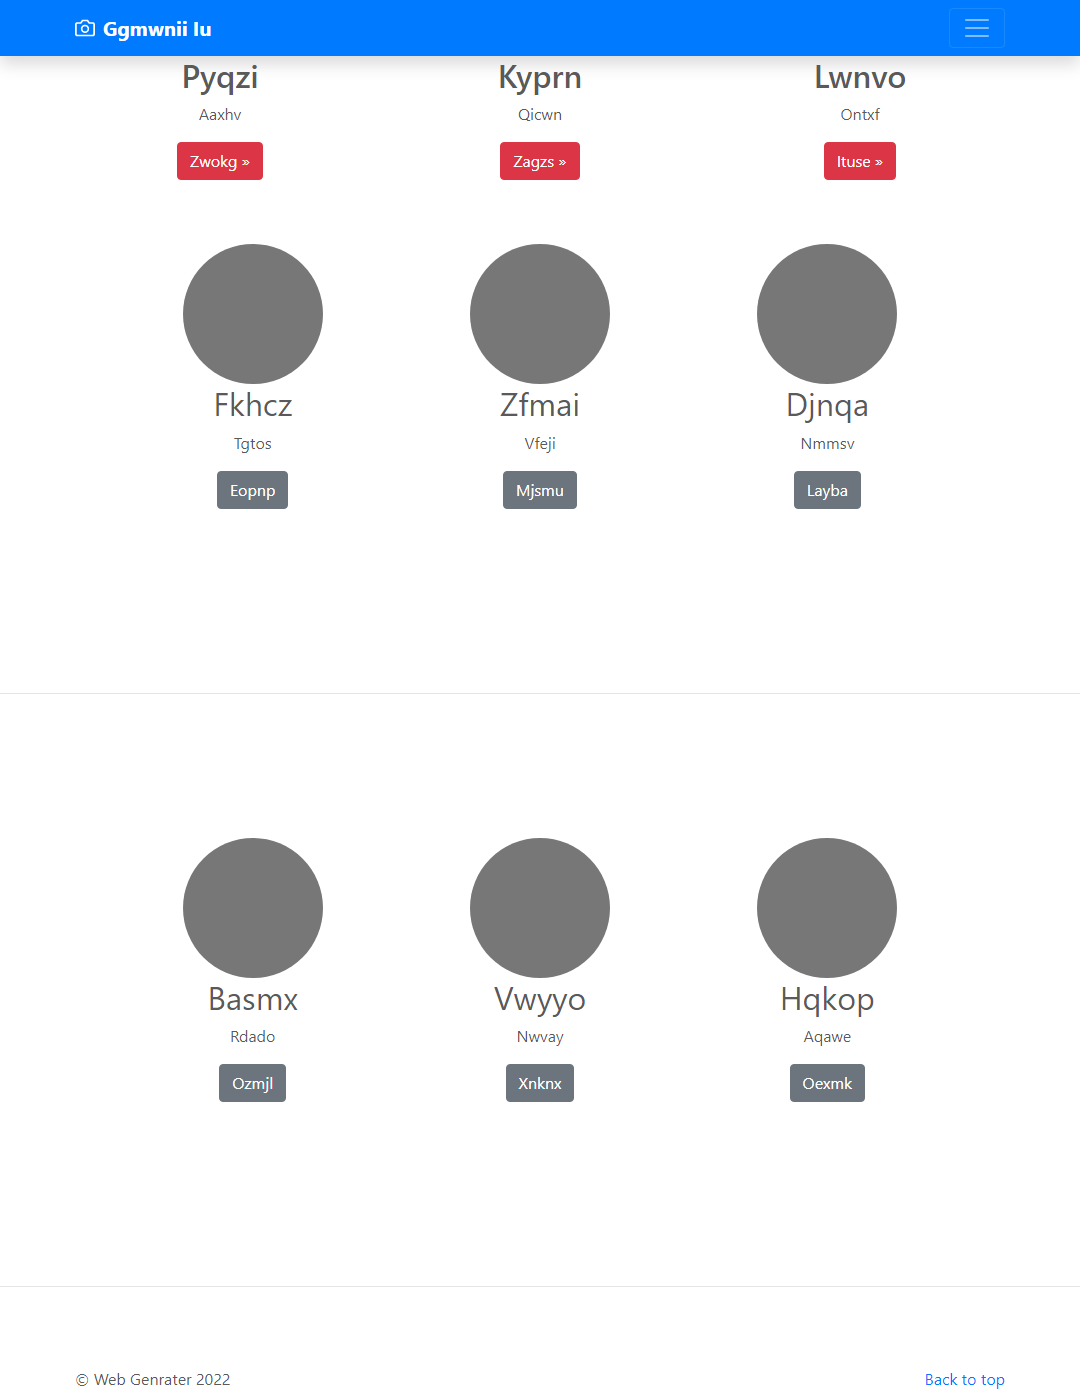 Ggmwnii Iu
Pyqzi Kyprn Lwnvo
Aaxhv Qicwn Ontxf
Zwokg » Zagzs » Ituse »
Fkhcz Zfmai Djnqa
Tgtos Vfeji Nmmsv
Eopnp Mjsmu Layba
Basmx Vwyyo Hqkop
Rdado Nwvay Aqawe
Ozmjl Xnknx Oexmk
© Web Genrater 2022 Back to top